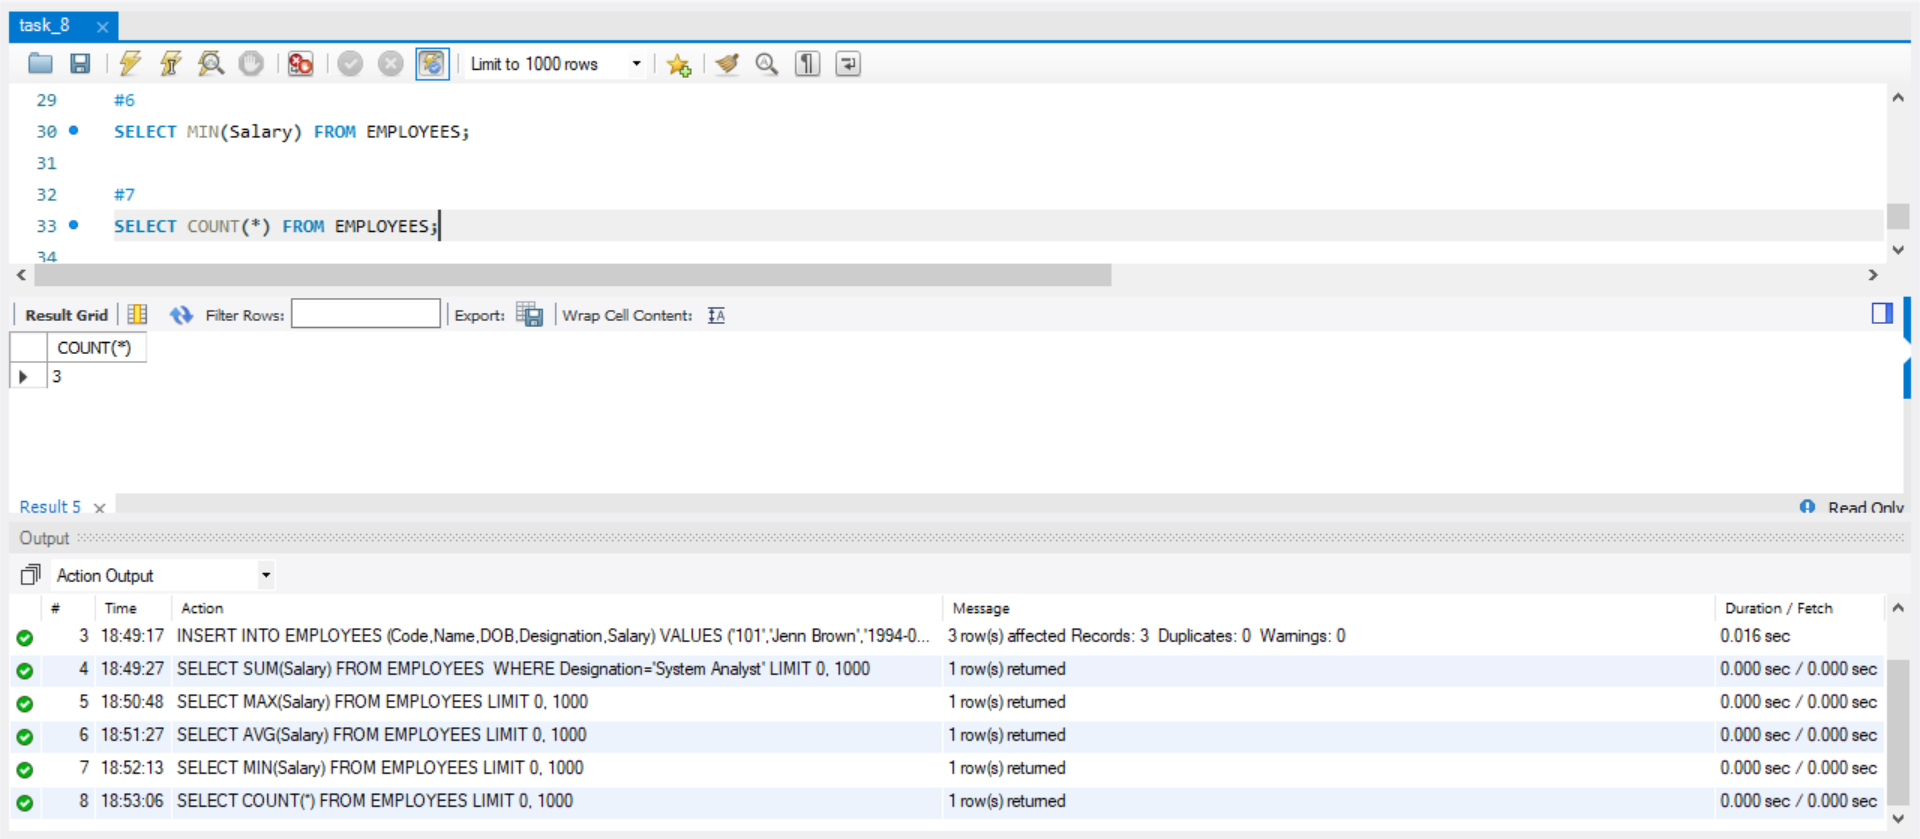 task_8
Limit to 1000 rows
29 #6
30 SELECT MIN(Salary) FROM EMPLOYEES;
31
32 #7
33 SELECT COUNT(*) FROM EMPLOYEES;
34
Result Grid Filter Rows: Export: Wrap Cell Content: IA
COUNT(*)
3
Result 5 Read Only
Output
Action Output
# Time Action Message Duration / Fetch
3 18:49:17 INSERT INTO EMPLOYEES (Code,Name,DOB,Designation,Salary) VALUES ('101','Jenn Brown','1994-0... 3 row(s) affected Records: 3 Duplicates: 0 Warnings: 0 0.016 sec
4 18:49:27 SELECT SUM(Salary) FROM EMPLOYEES WHERE Designation='System Analyst' LIMIT 0, 1000 1 row(s) returned 0.000 sec / 0.000 sec
5 18:50:48 SELECT MAX(Salary) FROM EMPLOYEES LIMIT 0, 1000 1 row(s) returned 0.000 sec / 0.000 sec
6 18:51:27 SELECT AVG(Salary) FROM EMPLOYEES LIMIT 0, 1000 1 row(s) returned 0.000 sec / 0.000 sec
7 18:52:13 SELECT MIN(Salary) FROM EMPLOYEES LIMIT 0, 1000 1 row(s) returned 0.000 sec / 0.000 sec
8 18:53:06 SELECT COUNT(*) FROM EMPLOYEES LIMIT 0, 1000 1 row(s) returned 0.000 sec / 0.000 sec